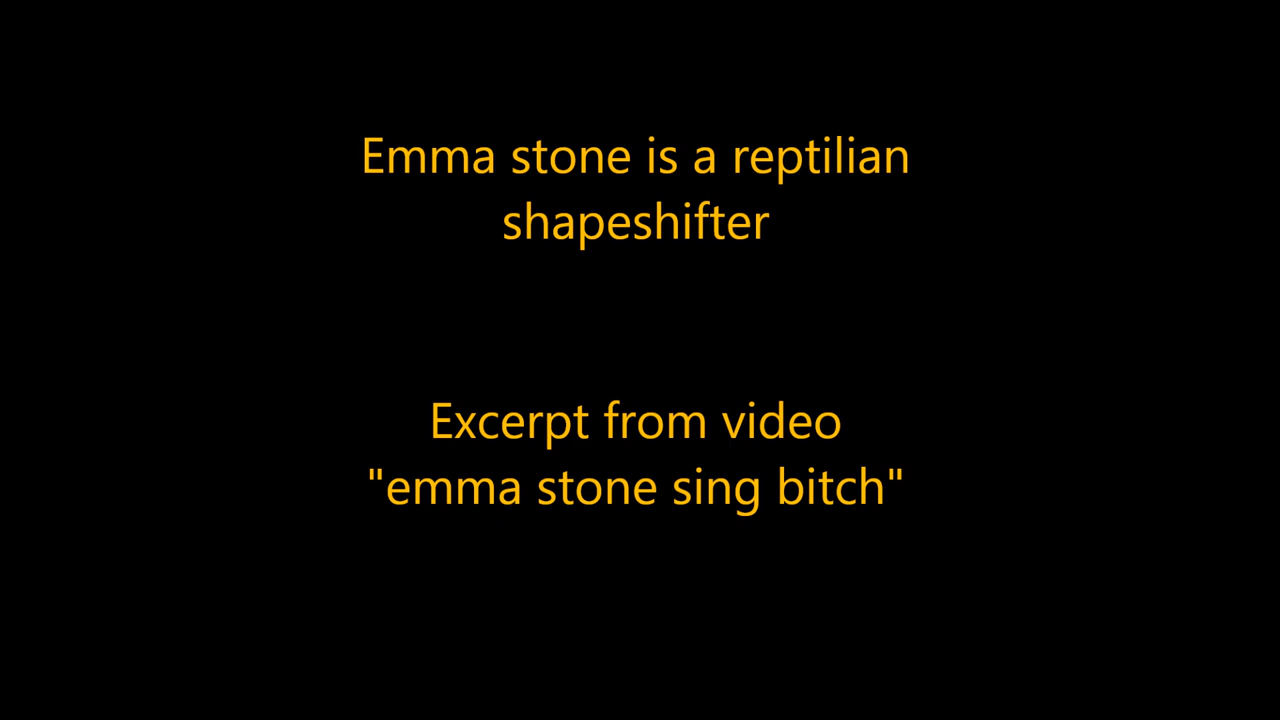 Emma stone is a reptilian
shapeshifter
Excerpt from video
"emma stone sing bitch"